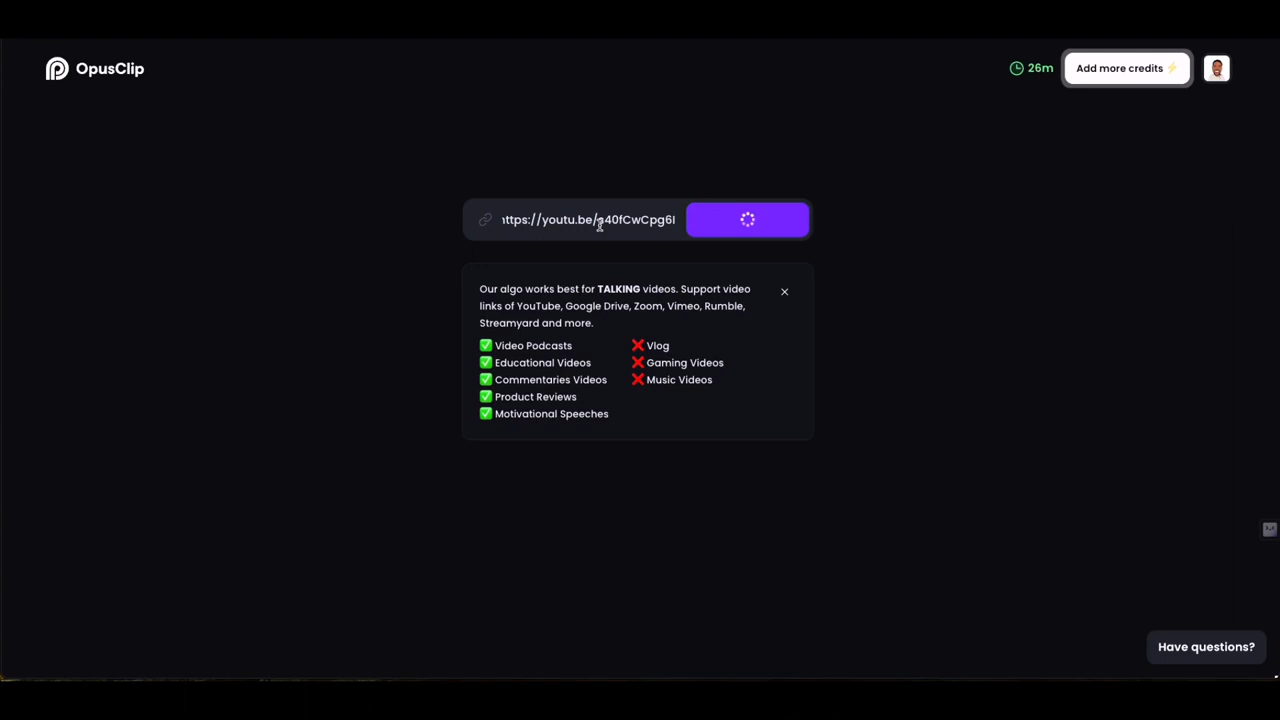 OpusClip
26m
Add more credits ⚡
https://youtu.be/a40fCwCpg6I
Our algo works best for TALKING videos. Support video
links of YouTube, Google Drive, Zoom, Vimeo, Rumble,
Streamyard and more.
✅ Video Podcasts
❌ Vlog
✅ Educational Videos
❌ Gaming Videos
✅ Commentaries Videos
❌ Music Videos
✅ Product Reviews
✅ Motivational Speeches
Have questions?